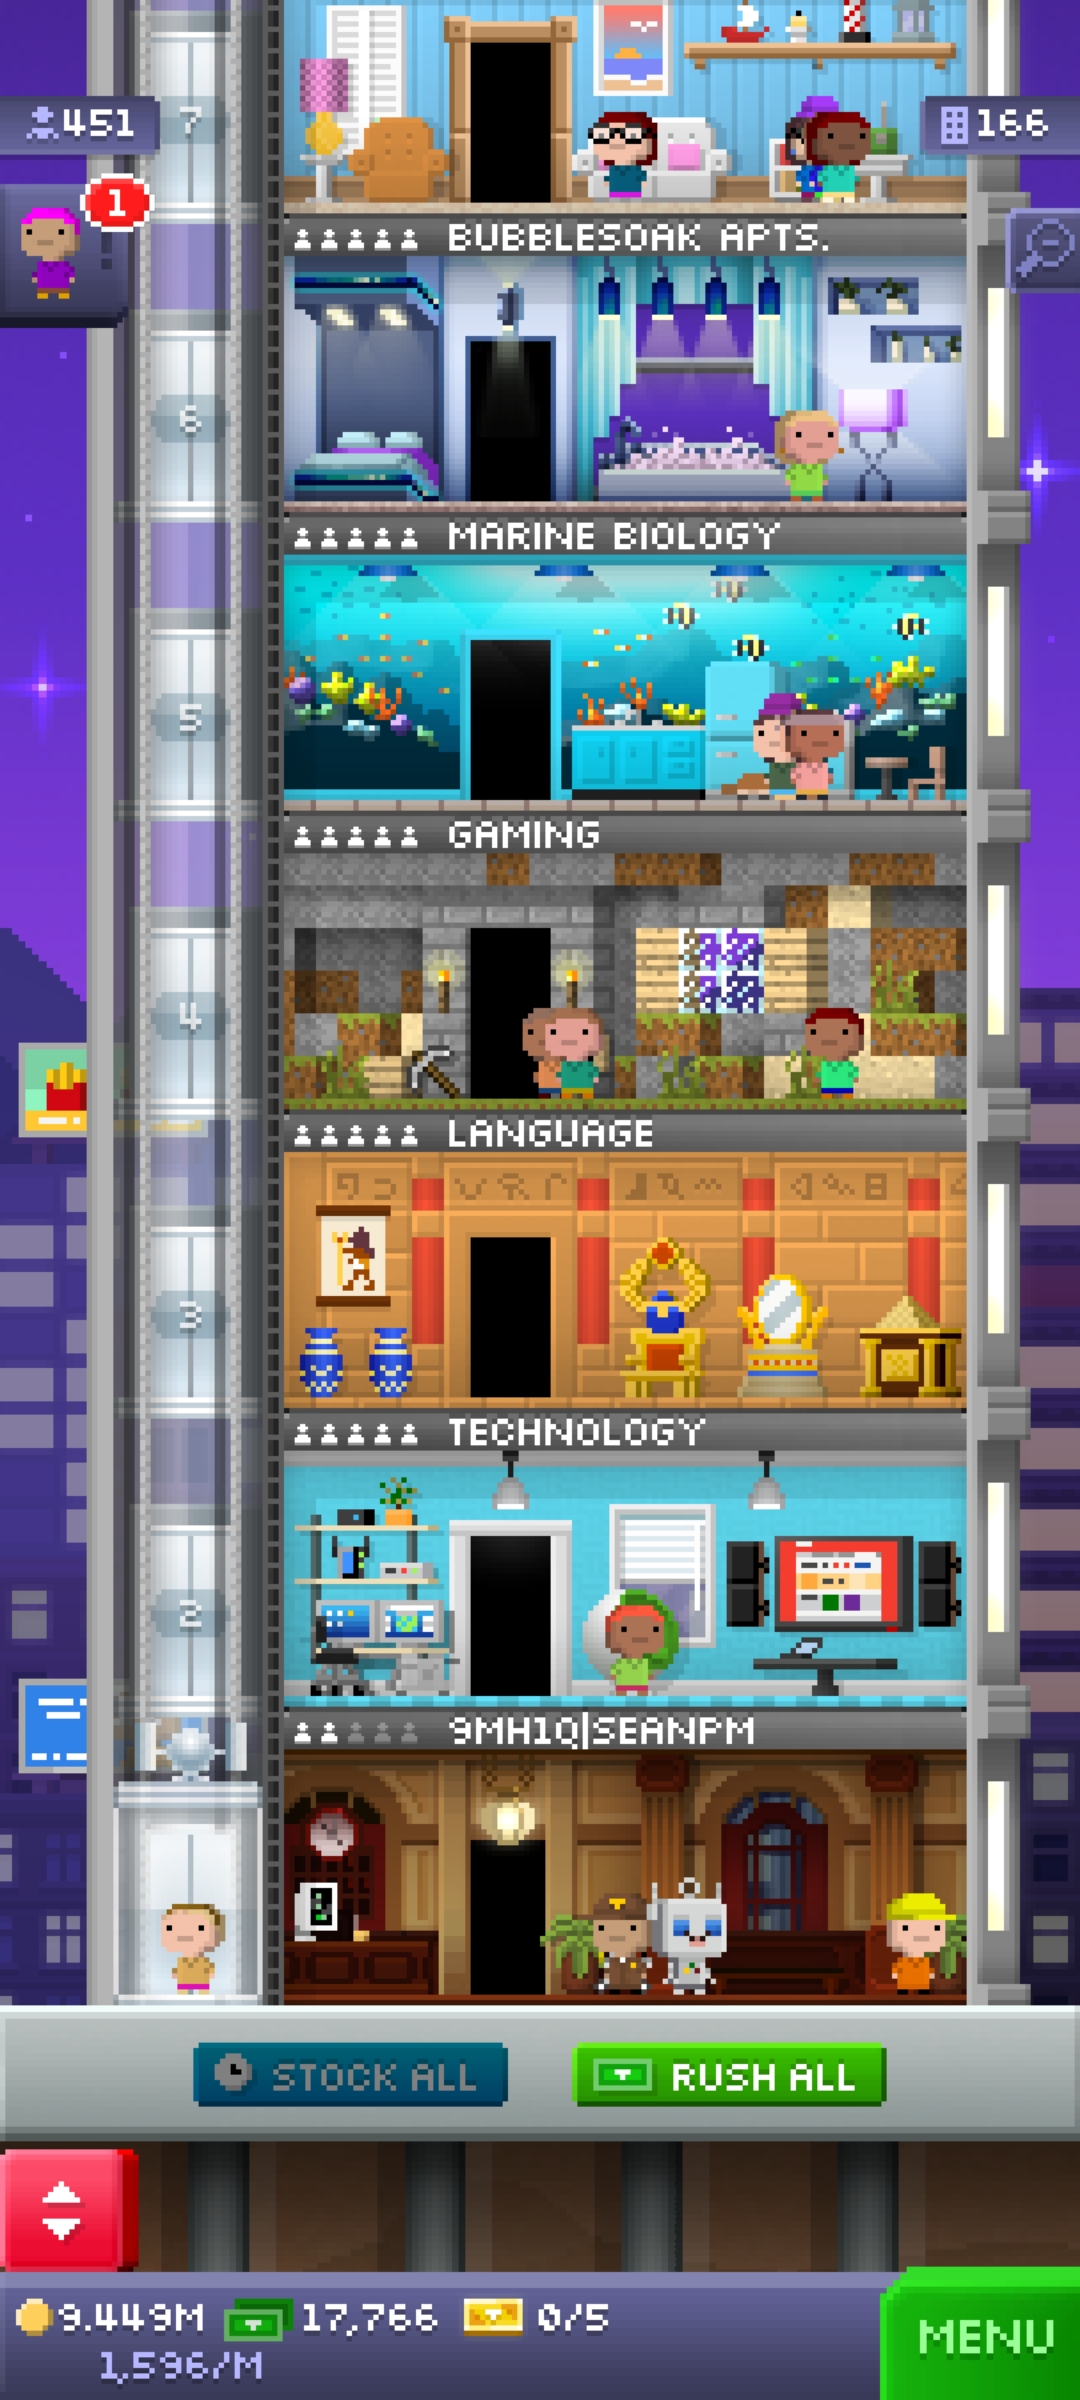 7
451
166
1
BUBBLESOAK APTS.
6
MARINE BIOLOGY
5
GAMING
4
LANGUAGE
3
TECHNOLOGY
2
9MH1Q|SEANPM
STOCK ALL
RUSH ALL
9.449M
17,766
0/5
1,596/M
MENU